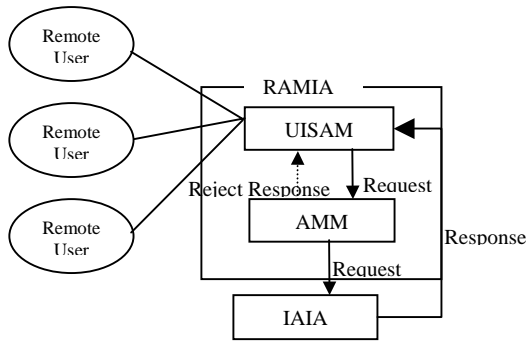 Remote
User
RAMIA
UISAM
Remote
User
Reject Response
Request
Remote
User
AMM
Response
Request
IAIA